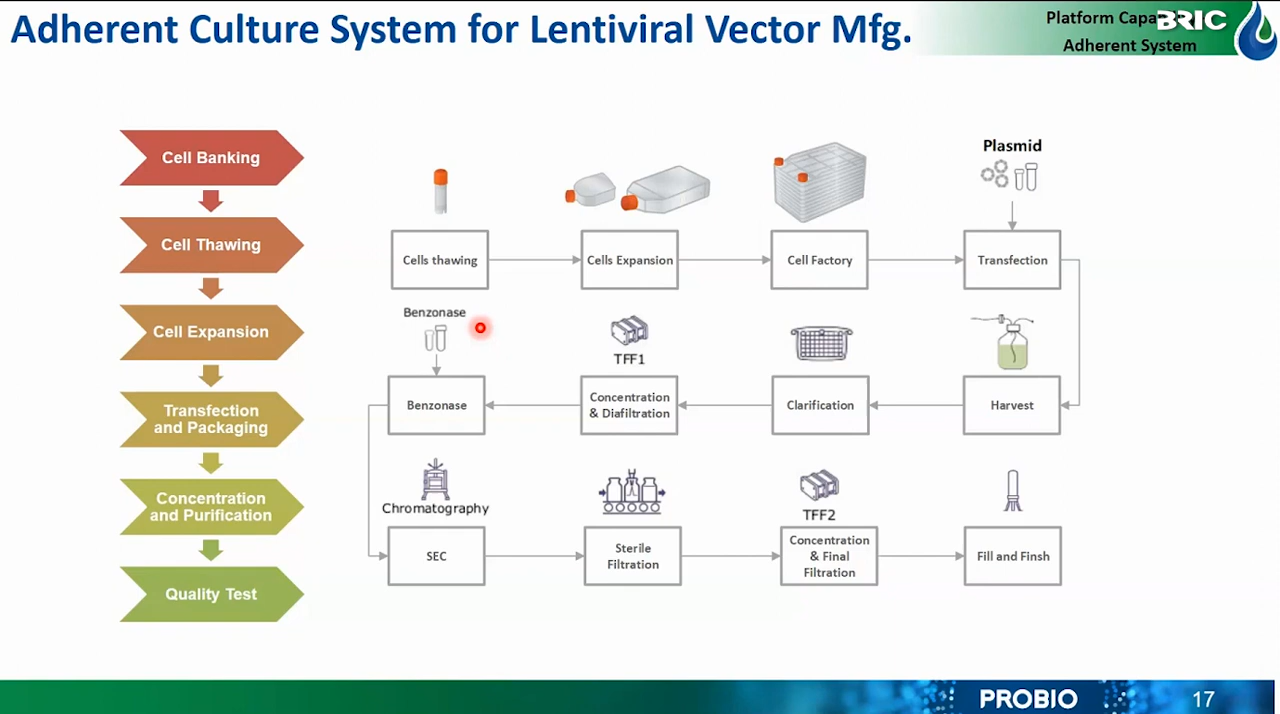 Adherent Culture System for Lentiviral Vector Mfg.
Platform Capa
BRIC
Adherent System
Cell Banking
Cell Thawing
Cell Expansion
Transfection
and Packaging
Concentration
and Purification
Quality Test
Plasmid
Cells thawing
Cells Expansion
Cell Factory
Transfection
Benzonase
TFF1
Benzonase
Concentration
& Diafiltration
Clarification
Harvest
Chromatography
TFF2
SEC
Sterile
Filtration
Concentration
& Final
Filtration
Fill and Finsh
PROBIO
17